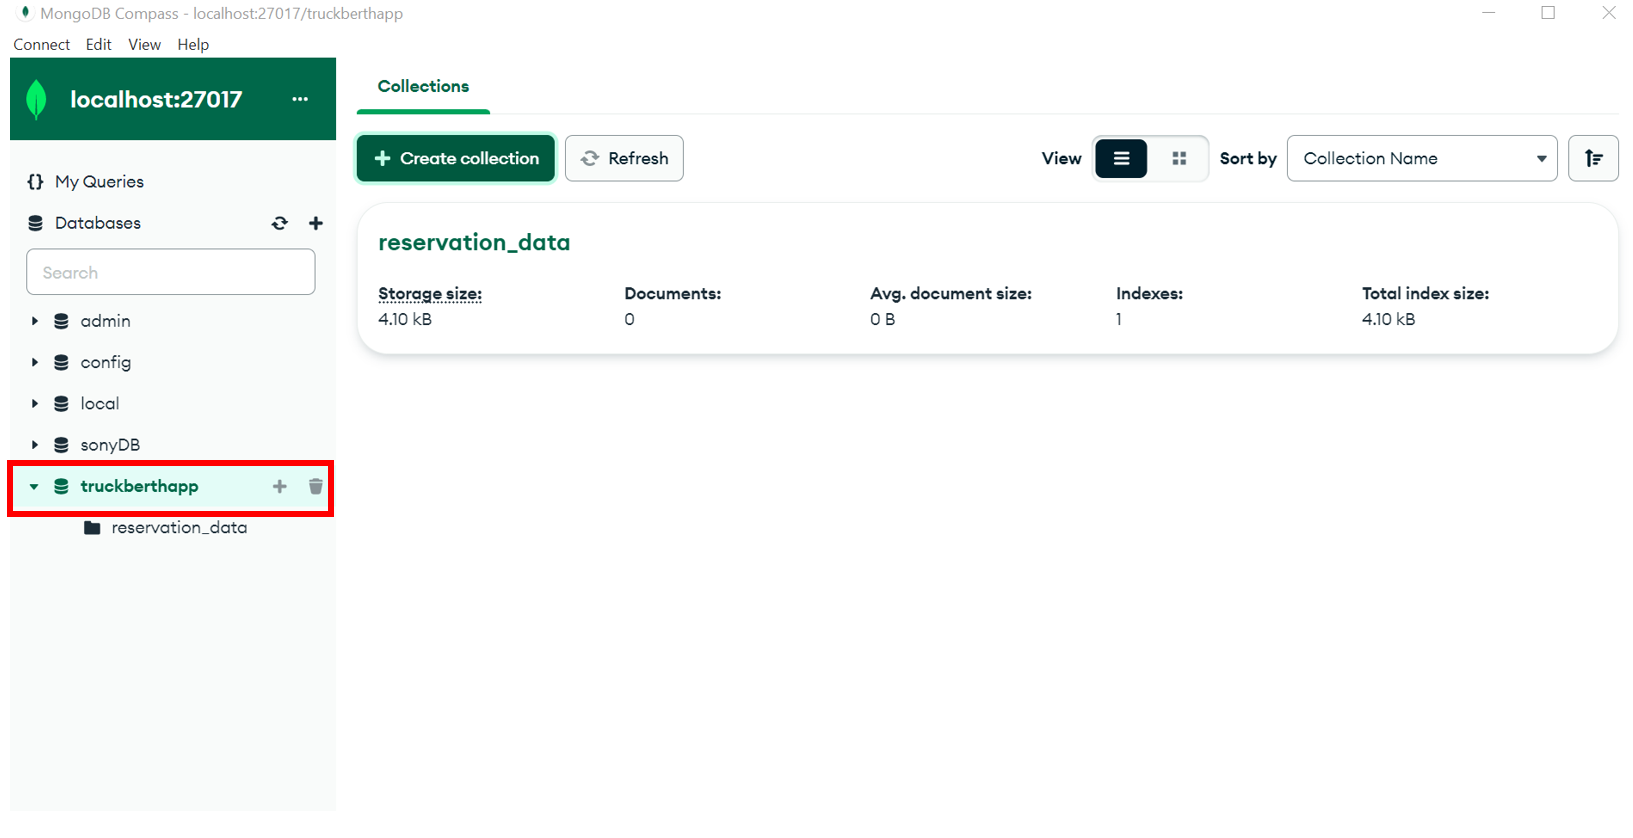 MongoDB Compass - localhost:27017/truckberthapp
Connect Edit View Help
localhost:27017 ...
{} My Queries
Databases
Search
admin
config
local
sonyDB
truckberthapp
reservation_data
Collections
Create collection Refresh View Sort by Collection Name
reservation_data
Storage size: Documents: Avg. document size: Indexes: Total index size:
4.10 kB 0 0 B 1 4.10 kB